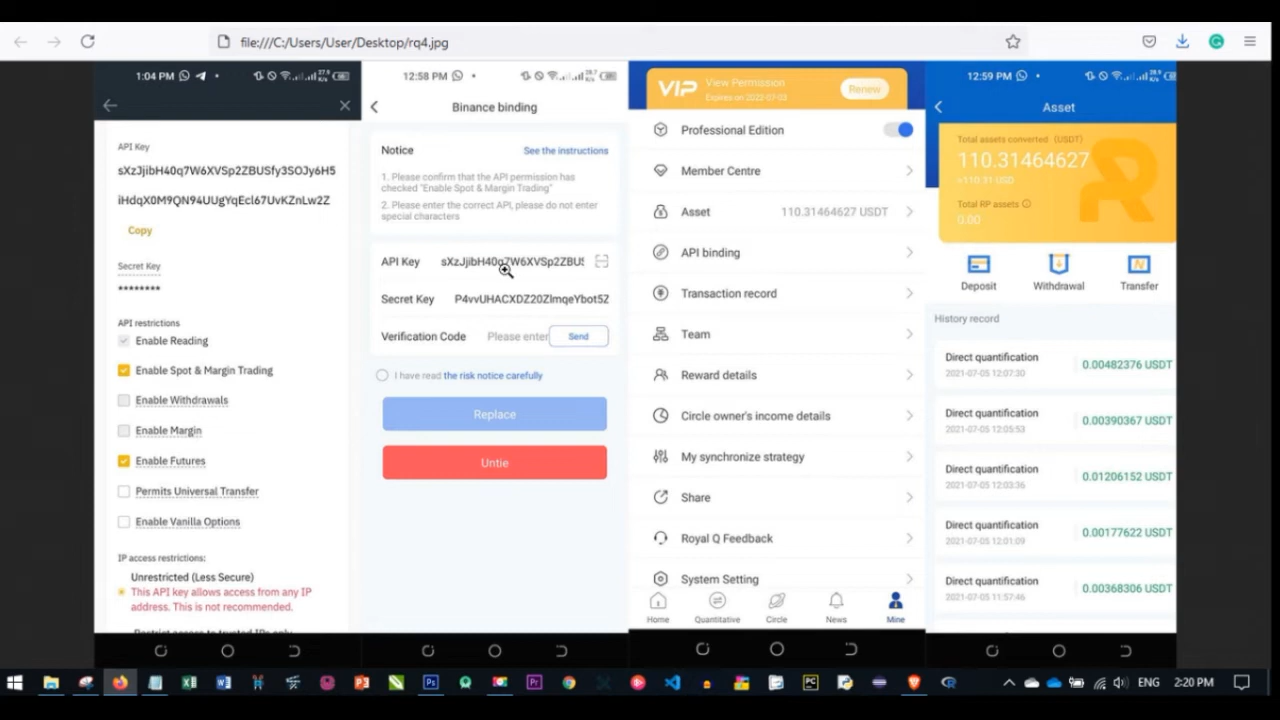 file:///C:/Users/User/Desktop/rq4.jpg
1:04 PM
API Key
sXzJjibH40q7W6XVSp2ZBUSfy3SOJy6H5
iHdqX0M9QN94UUgYqEcl67UvKZnLw2Z
Copy
Secret Key
********
API restrictions
Enable Reading
Enable Spot & Margin Trading
Enable Withdrawals
Enable Margin
Enable Futures
Permits Universal Transfer
Enable Vanilla Options
IP access restrictions:
Unrestricted (Less Secure)
This API key allows access from any IP
address. This is not recommended.
12:58 PM
Binance binding
Notice
See the instructions
1. Please confirm that the API permission has
checked "Enable Spot & Margin Trading"
2. Please enter the correct API, please do not enter
special characters
API Key sXzJjibH40q7W6XVSp2ZBUS
Secret Key P4vvUHACXDZ20ZlmqeYbot5Z
Verification Code Please enter Send
I have read the risk notice carefully
Replace
Untie
VIP
View Permission
Expires on 2022-07-03
Renew
Professional Edition
Member Centre
Asset 110.31464627 USDT
API binding
Transaction record
Team
Reward details
Circle owner's income details
My synchronize strategy
Share
Royal Q Feedback
System Setting
Home Quantitative Circle News Mine
12:59 PM
Asset
Total assets converted (USDT)
110.31464627
≈110.31 USD
Total RP assets
0.00
Deposit Withdrawal Transfer
History record
Direct quantification 0.00482376 USDT
2021-07-05 12:07:30
Direct quantification 0.00390367 USDT
2021-07-05 12:05:53
Direct quantification 0.01206152 USDT
2021-07-05 12:03:36
Direct quantification 0.00177622 USDT
2021-07-05 12:01:09
Direct quantification 0.00368306 USDT
2021-07-05 11:57:46
ENG 2:20 PM